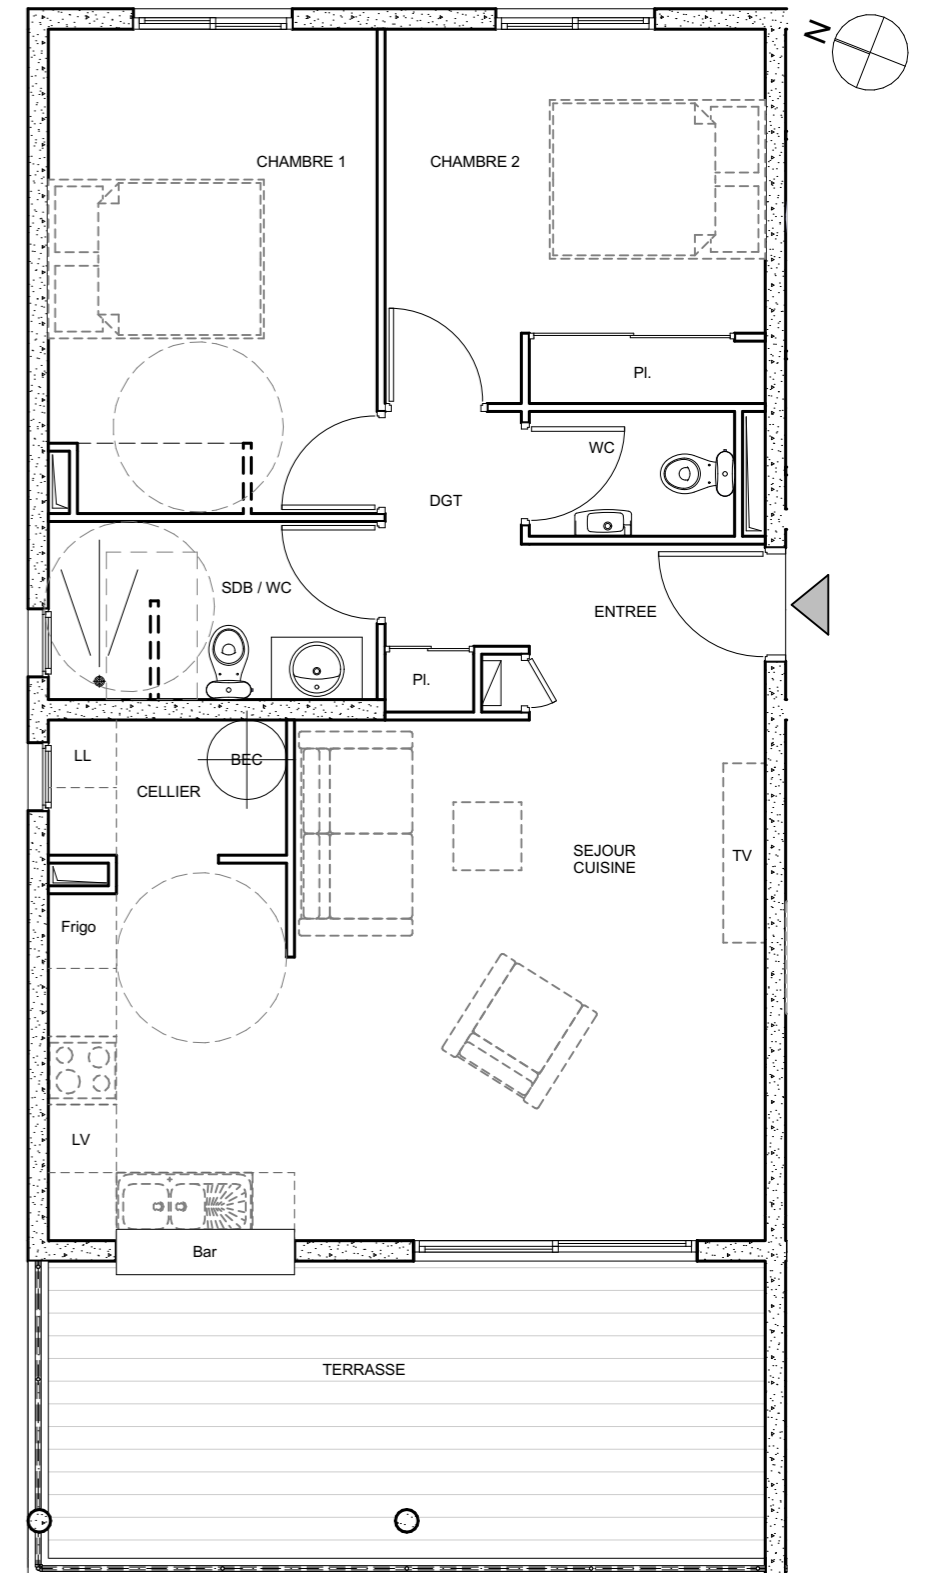 N
CHAMBRE 1
CHAMBRE 2
Pl.
WC
DGT
SDB / WC
ENTREE
Pl.
LL
BEC
CELLIER
SEJOUR
CUISINE
TV
Frigo
LV
Bar
TERRASSE